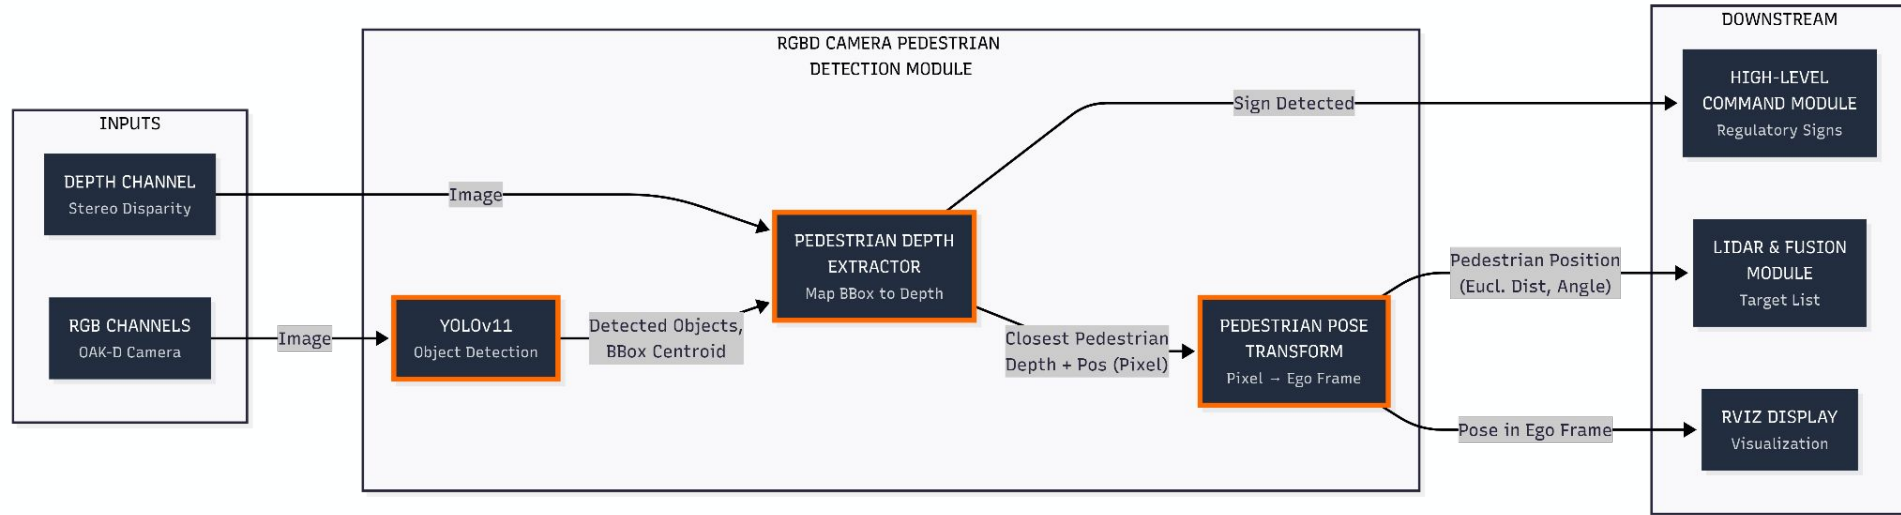 INPUTS
DEPTH CHANNEL
Stereo Disparity
RGB CHANNELS
OAK-D Camera
Image
Image
RGBD CAMERA PEDESTRIAN
DETECTION MODULE
YOLOv11
Object Detection
Detected Objects,
BBox Centroid
PEDESTRIAN DEPTH
EXTRACTOR
Map BBox to Depth
Sign Detected
Closest Pedestrian
Depth + Pos (Pixel)
PEDESTRIAN POSE
TRANSFORM
Pixel → Ego Frame
Pedestrian Position
(Eucl. Dist, Angle)
Pose in Ego Frame
DOWNSTREAM
HIGH-LEVEL
COMMAND MODULE
Regulatory Signs
LIDAR & FUSION
MODULE
Target List
RVIZ DISPLAY
Visualization